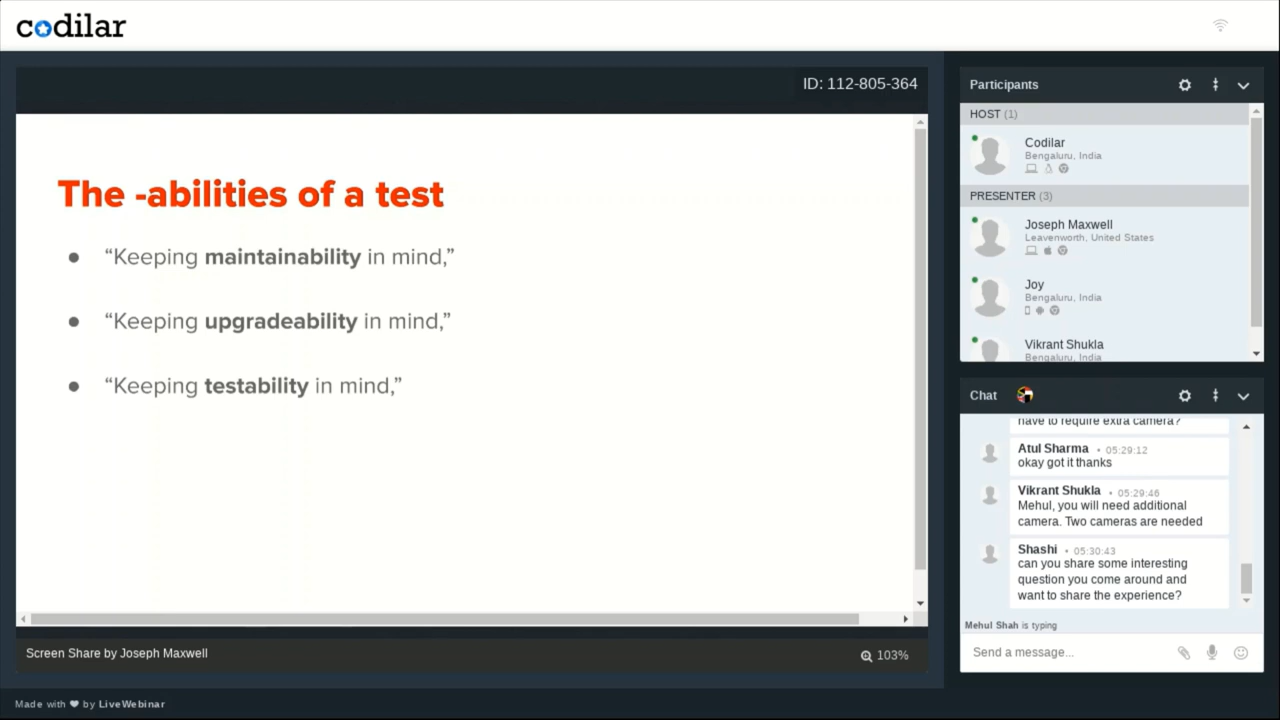 codilar
ID: 112-805-364
The -abilities of a test
● “Keeping maintainability in mind,”
● “Keeping upgradeability in mind,”
● “Keeping testability in mind,”
Screen Share by Joseph Maxwell
103%
Made with ❤ by LiveWebinar
Participants
HOST (1)
Codilar
Bengaluru, India
PRESENTER (3)
Joseph Maxwell
Leavenworth, United States
Joy
Bengaluru, India
Vikrant Shukla
Bengaluru, India
Chat
have to require extra camera?
Atul Sharma • 05:29:12
okay got it thanks
Vikrant Shukla • 05:29:46
Mehul, you will need additional
camera. Two cameras are needed
Shashi • 05:30:43
can you share some interesting
question you come around and
want to share the experience?
Mehul Shah is typing
Send a message...